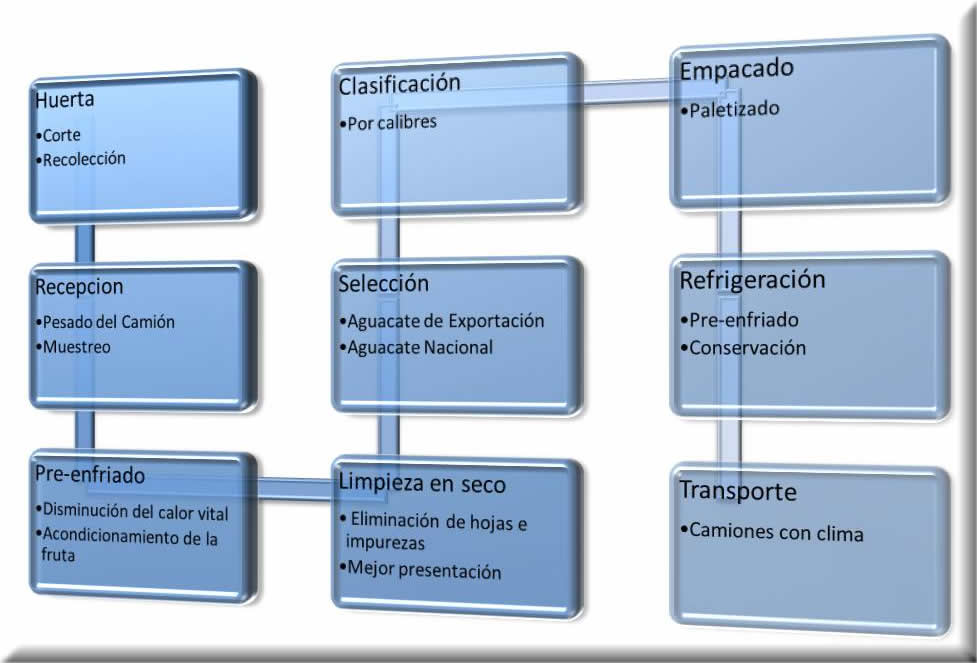 Huerta
•Corte
•Recolección
Recepcion
•Pesado del Camión
•Muestreo
Pre-enfriado
•Disminución del calor vital
•Acondicionamiento de la
fruta
Limpieza en seco
• Eliminación de hojas e
impurezas
•Mejor presentación
Selección
•Aguacate de Exportación
•Aguacate Nacional
Clasificación
•Por calibres
Empacado
•Paletizado
Refrigeración
•Pre-enfriado
•Conservación
Transporte
•Camiones con clima